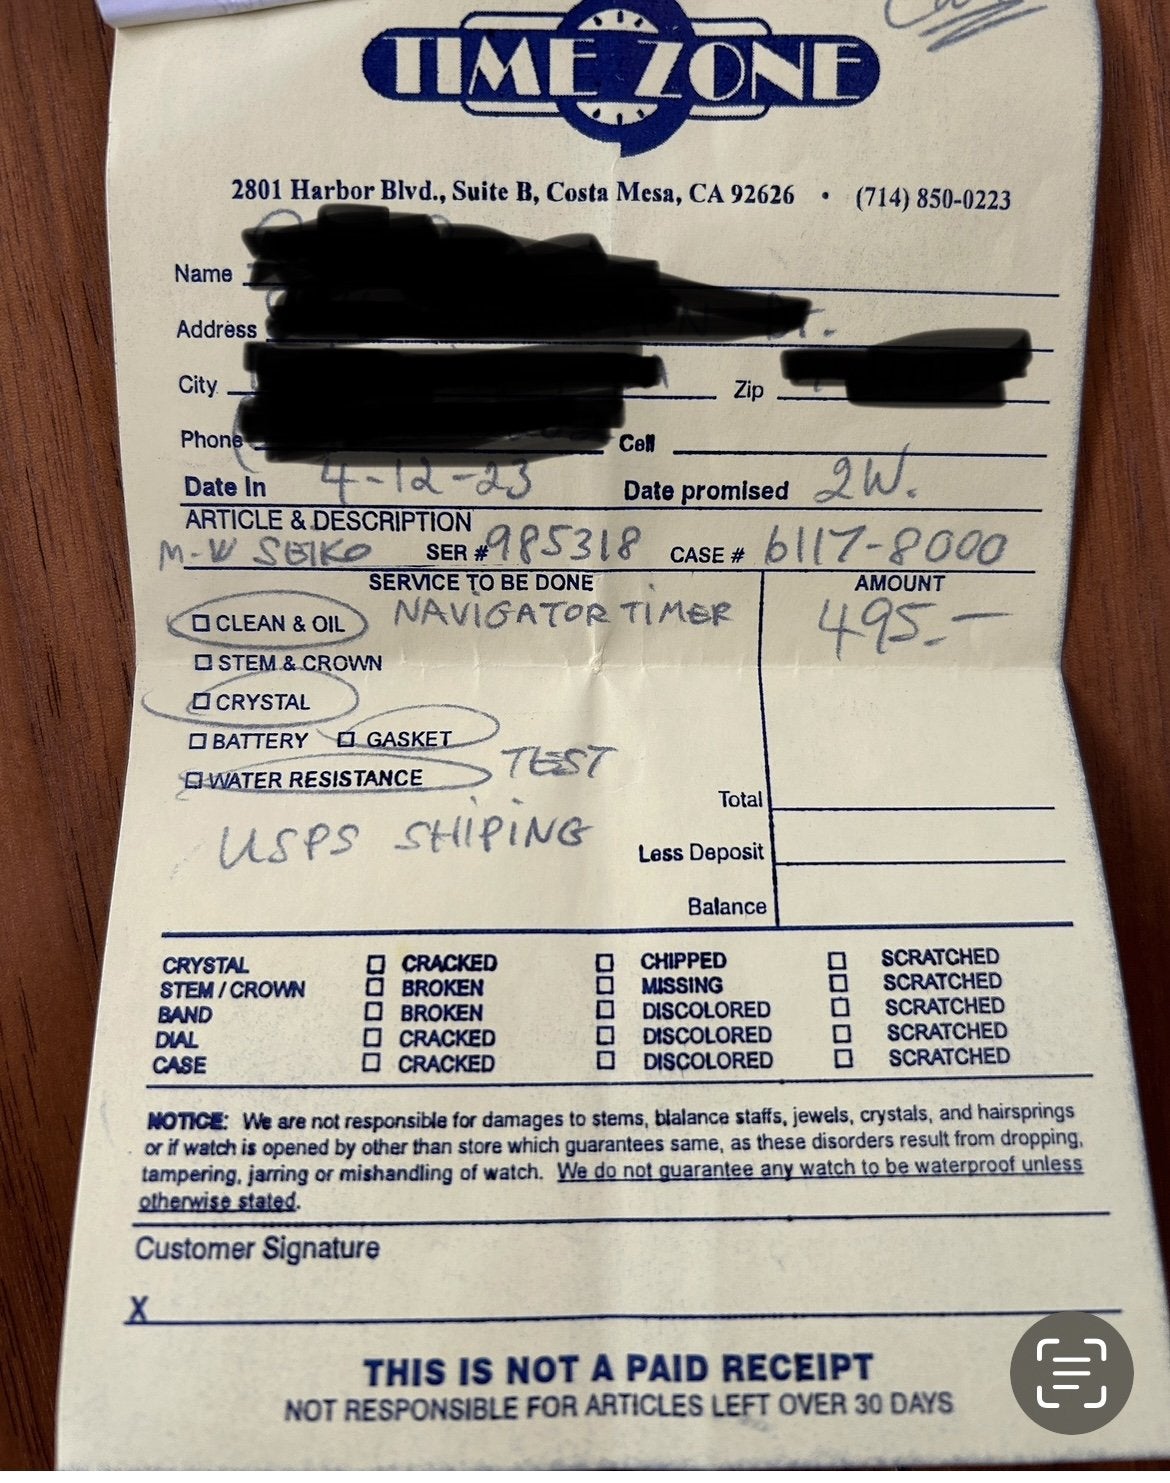 TIME ZONE
2801 Harbor Blvd., Suite B, Costa Mesa, CA 92626 • (714) 850-0223
Name
Address
City Zip
Phone Cell
Date In 4-12-23 Date promised 2W.
ARTICLE & DESCRIPTION
M-W SEIKO SER # 985318 CASE # 6117-8000
SERVICE TO BE DONE AMOUNT
☐ CLEAN & OIL NAVIGATOR TIMER 495.-
☐ STEM & CROWN
☐ CRYSTAL
☐ BATTERY ☐ GASKET
☐ WATER RESISTANCE TEST
Total
USPS SHIPING
Less Deposit
Balance
CRYSTAL ☐ CRACKED ☐ CHIPPED ☐ SCRATCHED
STEM / CROWN ☐ BROKEN ☐ MISSING ☐ SCRATCHED
BAND ☐ BROKEN ☐ DISCOLORED ☐ SCRATCHED
DIAL ☐ CRACKED ☐ DISCOLORED ☐ SCRATCHED
CASE ☐ CRACKED ☐ DISCOLORED ☐ SCRATCHED
NOTICE: We are not responsible for damages to stems, blalance staffs, jewels, crystals, and hairsprings
or if watch is opened by other than store which guarantees same, as these disorders result from dropping,
tampering, jarring or mishandling of watch. We do not guarantee any watch to be waterproof unless
otherwise stated.
Customer Signature
X
THIS IS NOT A PAID RECEIPT
NOT RESPONSIBLE FOR ARTICLES LEFT OVER 30 DAYS